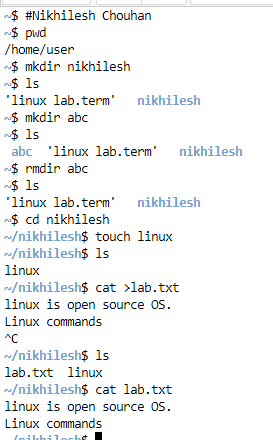 ~$ #Nikhilesh Chouhan
~$ pwd
/home/user
~$ mkdir nikhilesh
~$ ls
'linux lab.term'   nikhilesh
~$ mkdir abc
~$ ls
 abc  'linux lab.term'   nikhilesh
~$ rmdir abc
~$ ls
'linux lab.term'   nikhilesh
~$ cd nikhilesh
~/nikhilesh$ touch linux
~/nikhilesh$ ls
linux
~/nikhilesh$ cat >lab.txt
linux is open source OS.
Linux commands
^C
~/nikhilesh$ ls
lab.txt  linux
~/nikhilesh$ cat lab.txt
linux is open source OS.
Linux commands
~/nikhilesh$